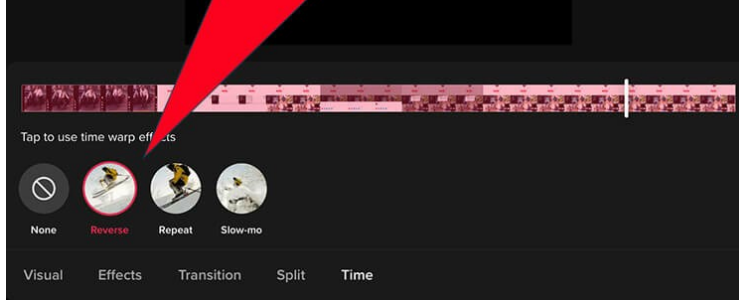 Tap to use time warp effects
None Reverse Repeat Slow-mo
Visual Effects Transition Split Time